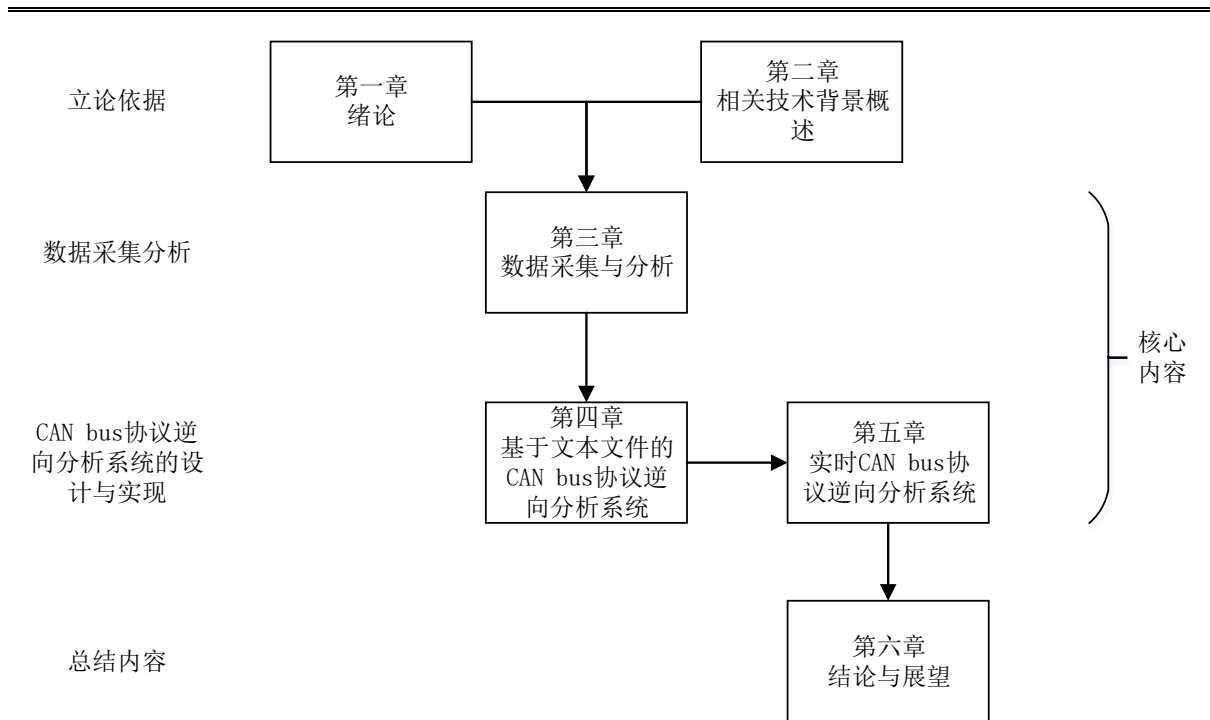 立论依据
第一章
绪论
第二章
相关技术背景概
述
数据采集分析
第三章
数据采集与分析
核心
内容
CAN bus协议逆
向分析系统的设
计与实现
第四章
基于文本文件的
CAN bus协议逆
向分析系统
第五章
实时CAN bus协
议逆向分析系统
总结内容
第六章
结论与展望